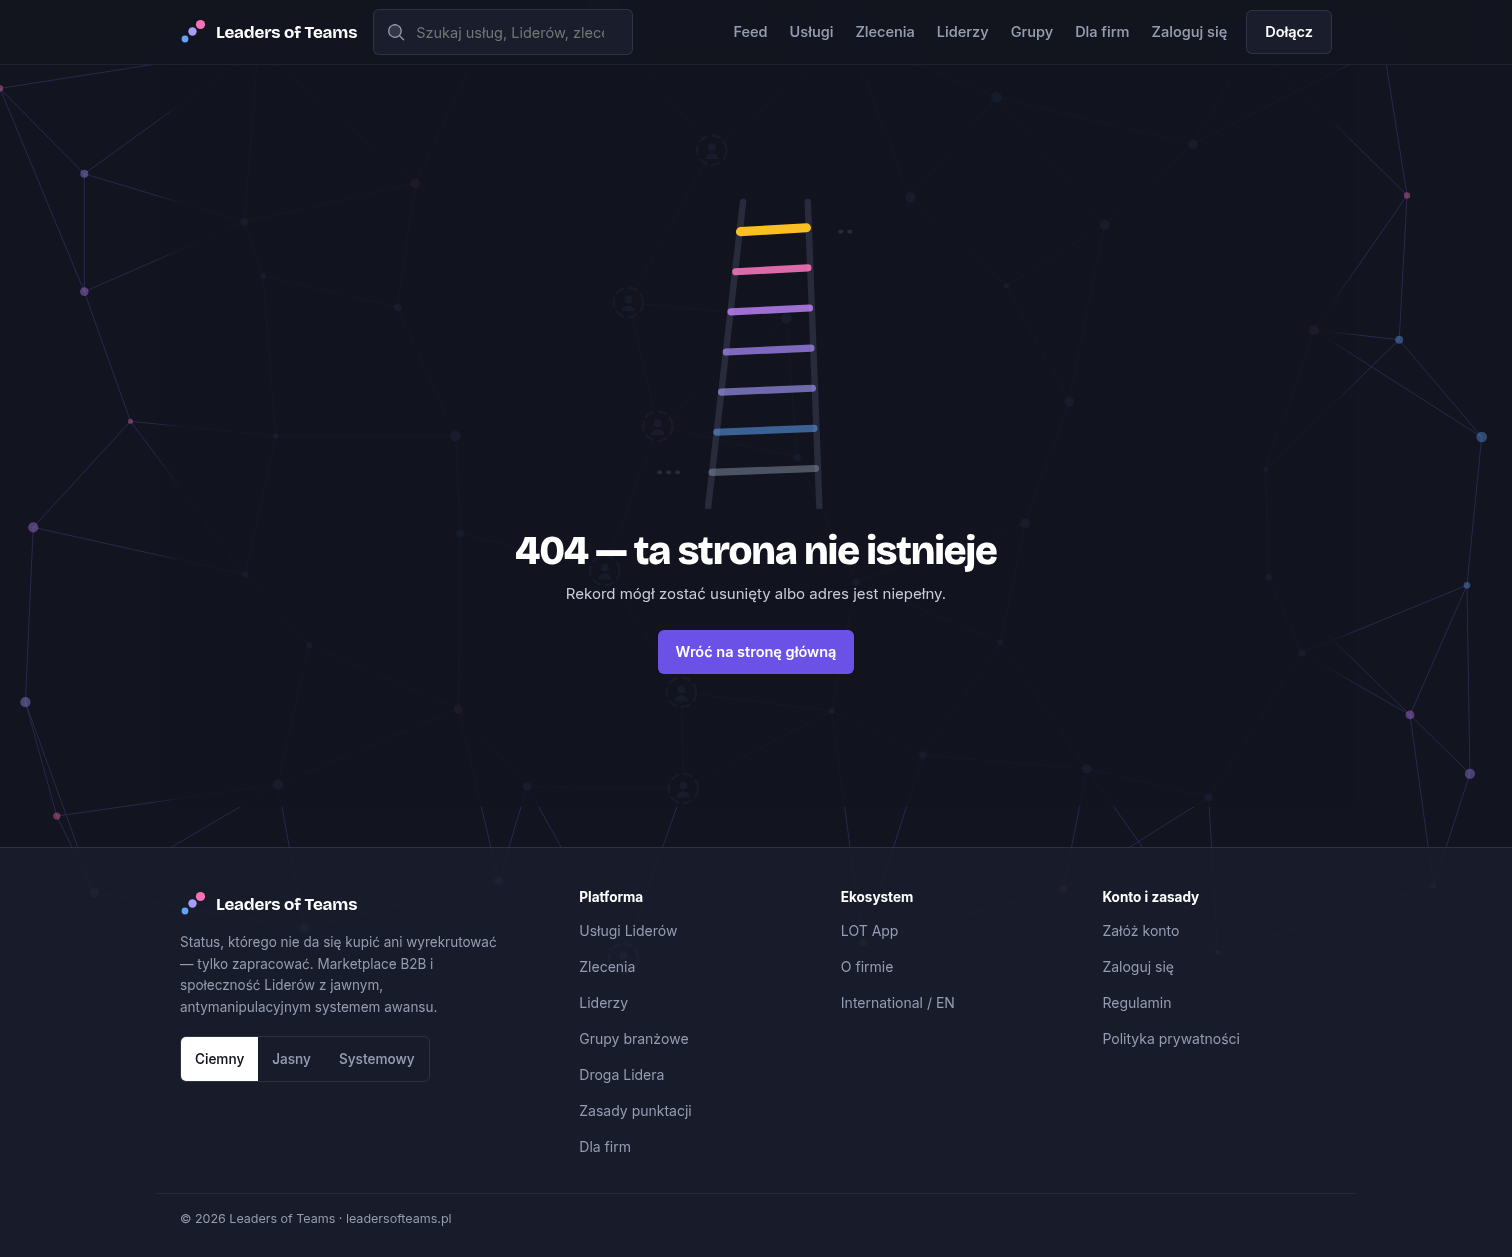 Leaders of Teams
Szukaj usług, Liderów, zlece
Feed
Usługi
Zlecenia
Liderzy
Grupy
Dla firm
Zaloguj się
Dołącz
404 — ta strona nie istnieje
Rekord mógł zostać usunięty albo adres jest niepełny.
Wróć na stronę główną
Leaders of Teams
Status, którego nie da się kupić ani wyrekrutować
— tylko zapracować. Marketplace B2B i
społeczność Liderów z jawnym,
antymanipulacyjnym systemem awansu.
Ciemny
Jasny
Systemowy
Platforma
Usługi Liderów
Zlecenia
Liderzy
Grupy branżowe
Droga Lidera
Zasady punktacji
Dla firm
Ekosystem
LOT App
O firmie
International / EN
Konto i zasady
Załóż konto
Zaloguj się
Regulamin
Polityka prywatności
© 2026 Leaders of Teams · leadersofteams.pl